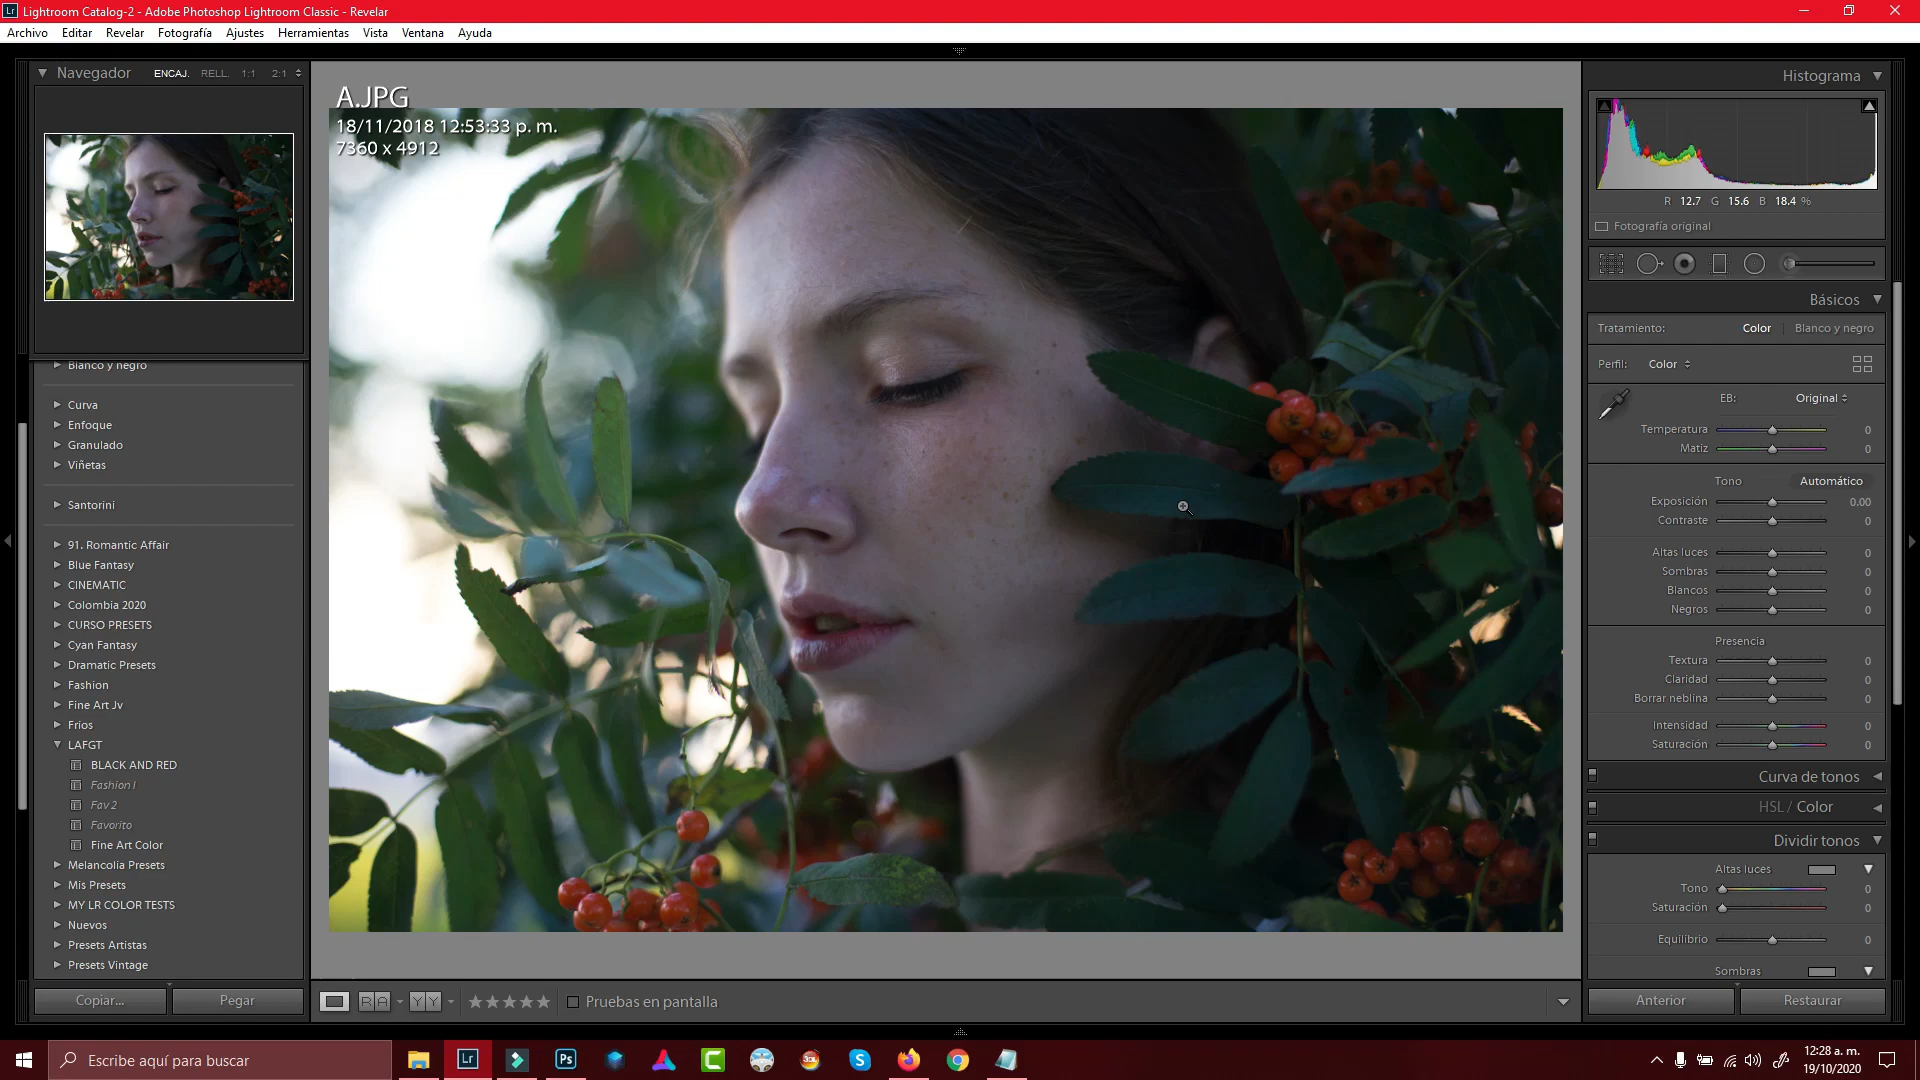 Lightroom Catalog-2 - Adobe Photoshop Lightroom Classic - Revelar
Archivo Editar Revelar Fotografía Ajustes Herramientas Vista Ventana Ayuda
Navegador ENCAJ. RELL. 1:1 2:1
Blanco y negro
Curva
Enfoque
Granulado
Viñetas
Santorini
91. Romantic Affair
Blue Fantasy
CINEMATIC
Colombia 2020
CURSO PRESETS
Cyan Fantasy
Dramatic Presets
Fashion
Fine Art Jv
Frios
LAFGT
BLACK AND RED
Fashion I
Fav 2
Favorito
Fine Art Color
Melancolia Presets
Mis Presets
MY LR COLOR TESTS
Nuevos
Presets Artistas
Presets Vintage
Copiar... Pegar
A.JPG
18/11/2018 12:53:33 p. m.
7360 x 4912
R A Y Y Pruebas en pantalla
Histograma
R 12.7 G 15.6 B 18.4 %
Fotografía original
Básicos
Tratamiento: Color Blanco y negro
Perfil: Color
EB: Original
Temperatura 0
Matiz 0
Tono Automático
Exposición 0.00
Contraste 0
Altas luces 0
Sombras 0
Blancos 0
Negros 0
Presencia
Textura 0
Claridad 0
Borrar neblina 0
Intensidad 0
Saturación 0
Curva de tonos
HSL / Color
Dividir tonos
Altas luces
Tono 0
Saturación 0
Equilibrio 0
Sombras
Anterior Restaurar
Escribe aquí para buscar
Lr
Ps
12:28 a. m.
19/10/2020